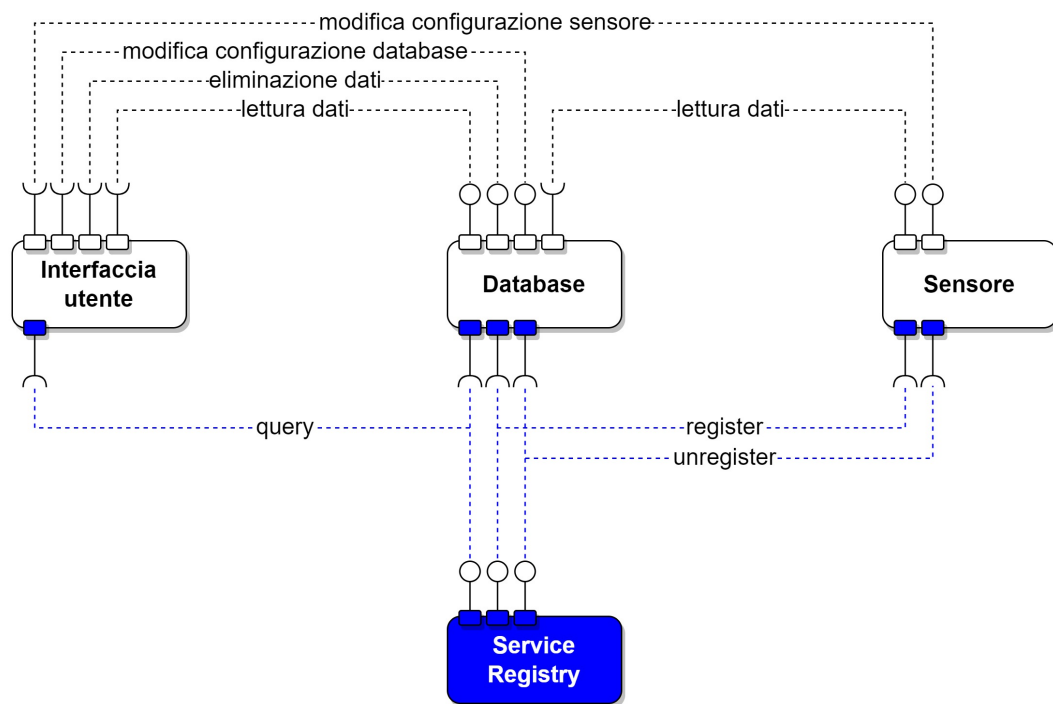 modifica configurazione sensore
modifica configurazione database
eliminazione dati
lettura dati
lettura dati
Interfaccia
utente
Database
Sensore
query
register
unregister
Service
Registry